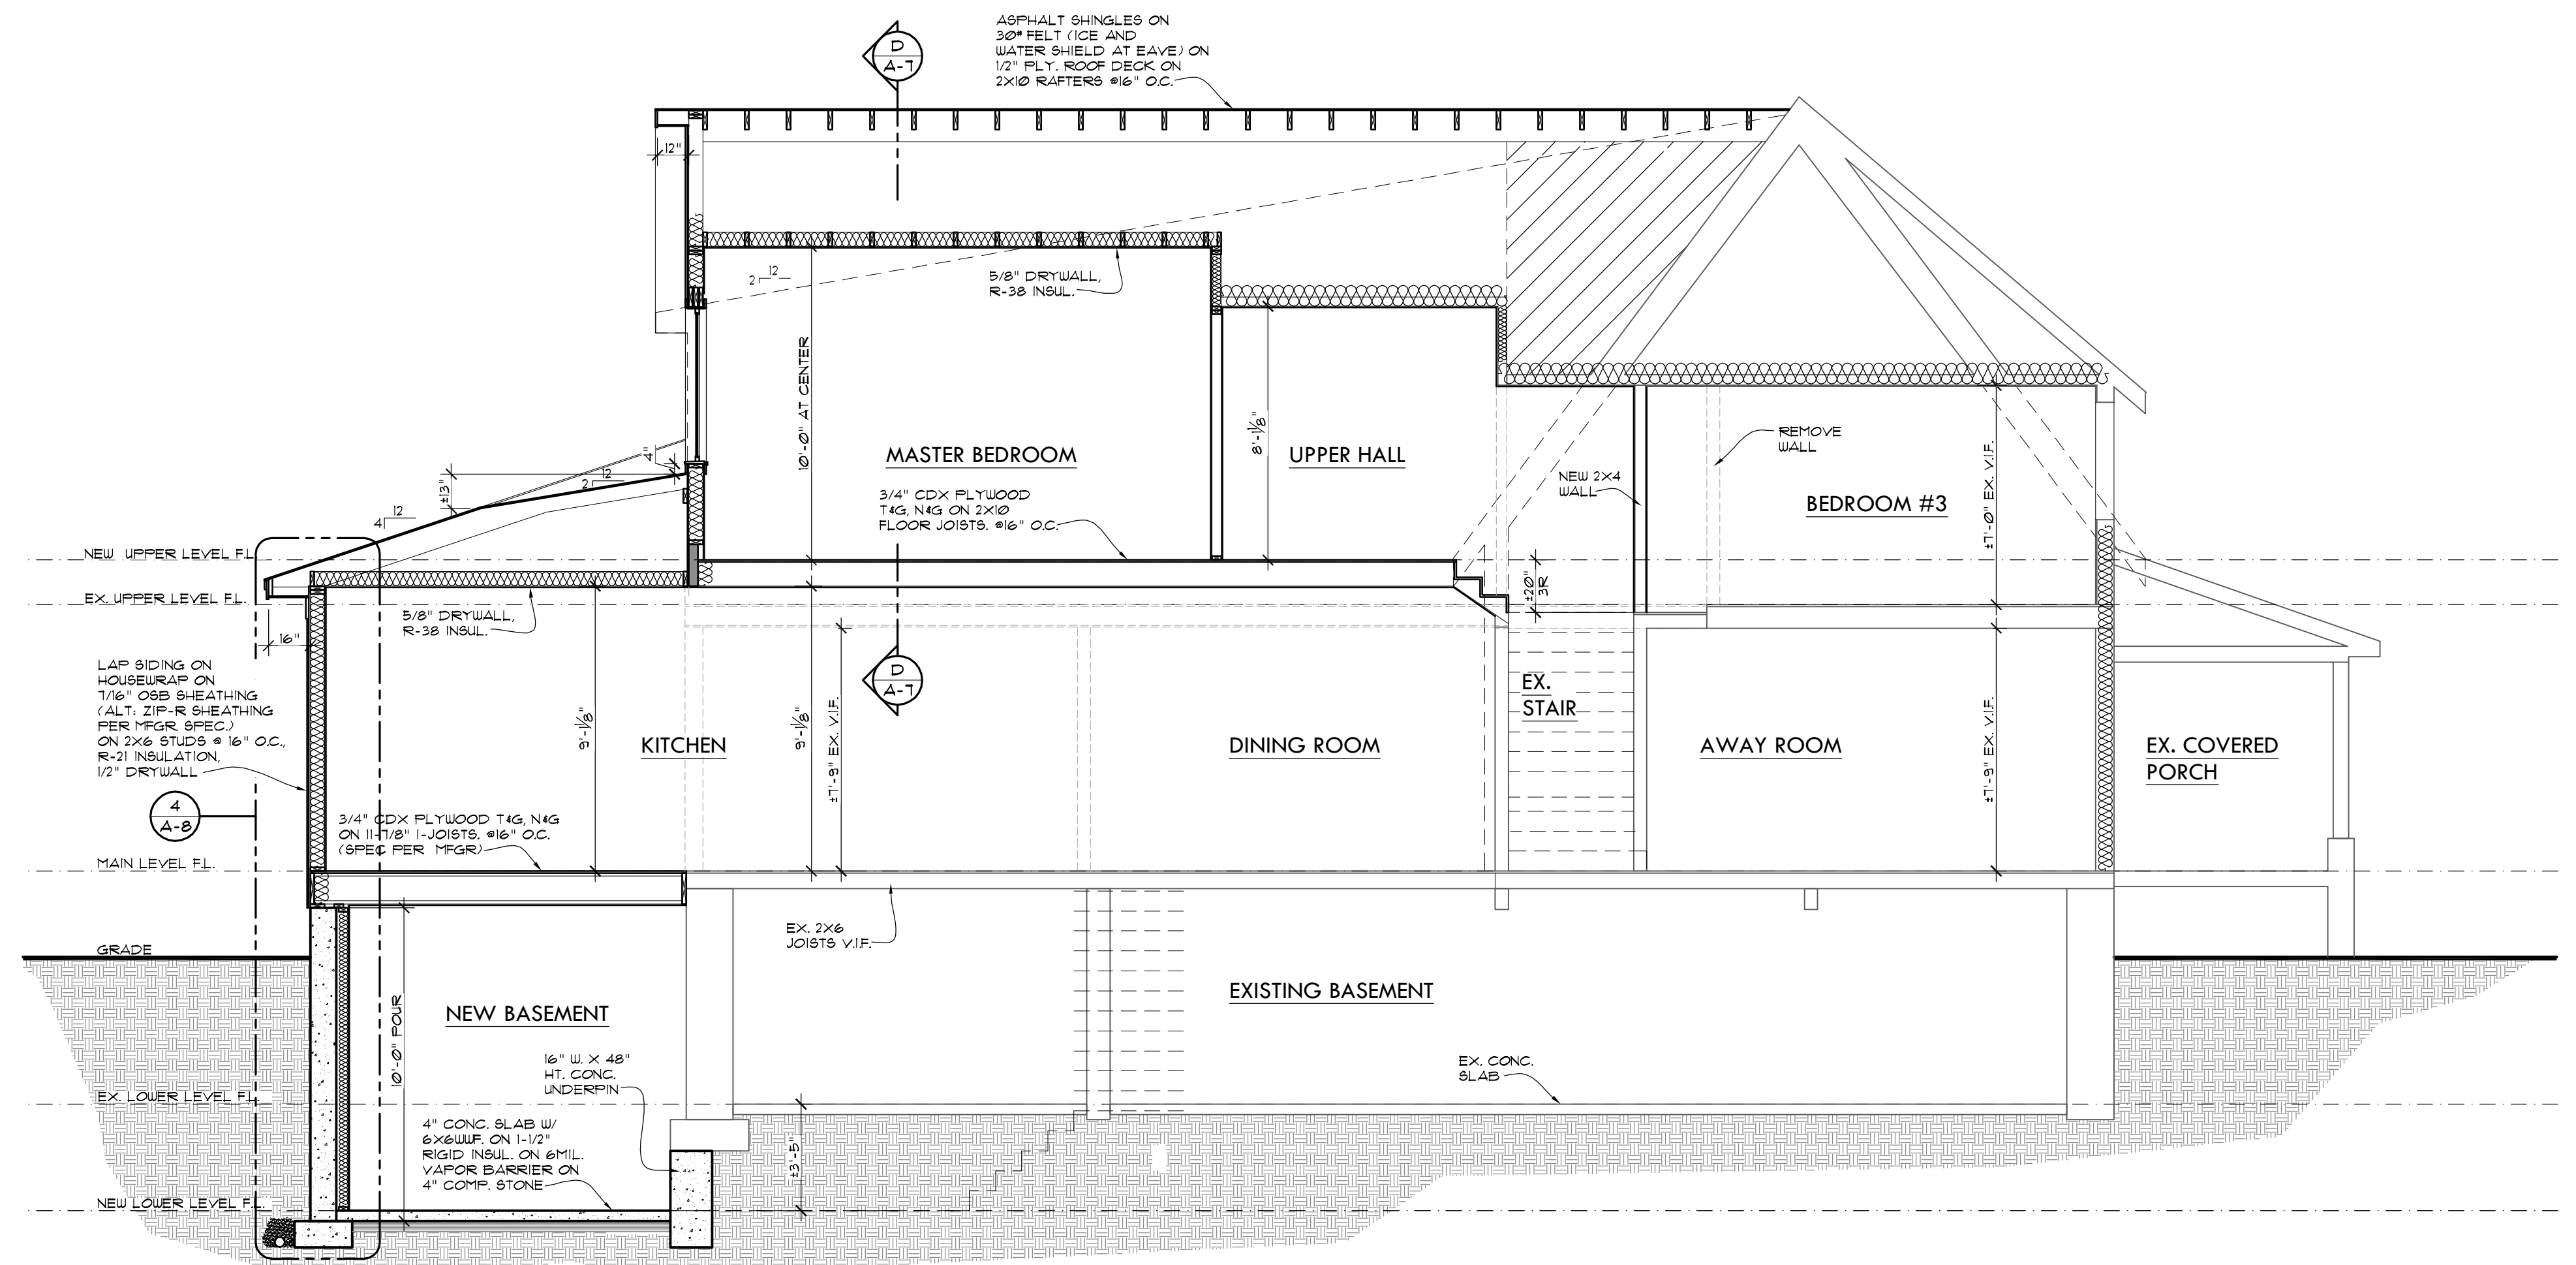 ASPHALT SHINGLES ON
30# FELT (ICE AND
WATER SHIELD AT EAVE) ON
1/2" PLY. ROOF DECK ON
2X10 RAFTERS @16" O.C.
D
A-7
12"
12
2
5/8" DRYWALL,
R-38 INSUL.
10'-0" AT CENTER
8'-1/8"
MASTER BEDROOM
UPPER HALL
3/4" CDX PLYWOOD
T&G, N&G ON 2X10
FLOOR JOISTS. @16" O.C.
REMOVE
WALL
NEW 2X4
WALL
BEDROOM #3
±7'-0" EX. V.I.F.
4"
±13"
12
2
12
4
NEW UPPER LEVEL F.L.
EX. UPPER LEVEL F.L.
±20"
3R
5/8" DRYWALL,
R-38 INSUL.
16"
LAP SIDING ON
HOUSEWRAP ON
7/16" OSB SHEATHING
(ALT: ZIP-R SHEATHING
PER MFGR SPEC.)
ON 2X6 STUDS @ 16" O.C.,
R-21 INSULATION,
1/2" DRYWALL
D
A-7
9'-1/8"
KITCHEN
9'-1/8"
±7'-9" EX. V.I.F.
DINING ROOM
EX.
STAIR
AWAY ROOM
±7'-9" EX. V.I.F.
EX. COVERED
PORCH
4
A-8
3/4" CDX PLYWOOD T&G, N&G
ON 11-7/8" I-JOISTS. @16" O.C.
(SPEC PER MFGR)
MAIN LEVEL F.L.
EX. 2X6
JOISTS V.I.F.
GRADE
10'-0" POUR
NEW BASEMENT
EXISTING BASEMENT
16" W. X 48"
HT. CONC.
UNDERPIN
EX. CONC.
SLAB
EX. LOWER LEVEL F.L.
4" CONC. SLAB W/
6X6WWF. ON 1-1/2"
RIGID INSUL. ON 6MIL.
VAPOR BARRIER ON
4" COMP. STONE
±3'-5"
NEW LOWER LEVEL F.L.